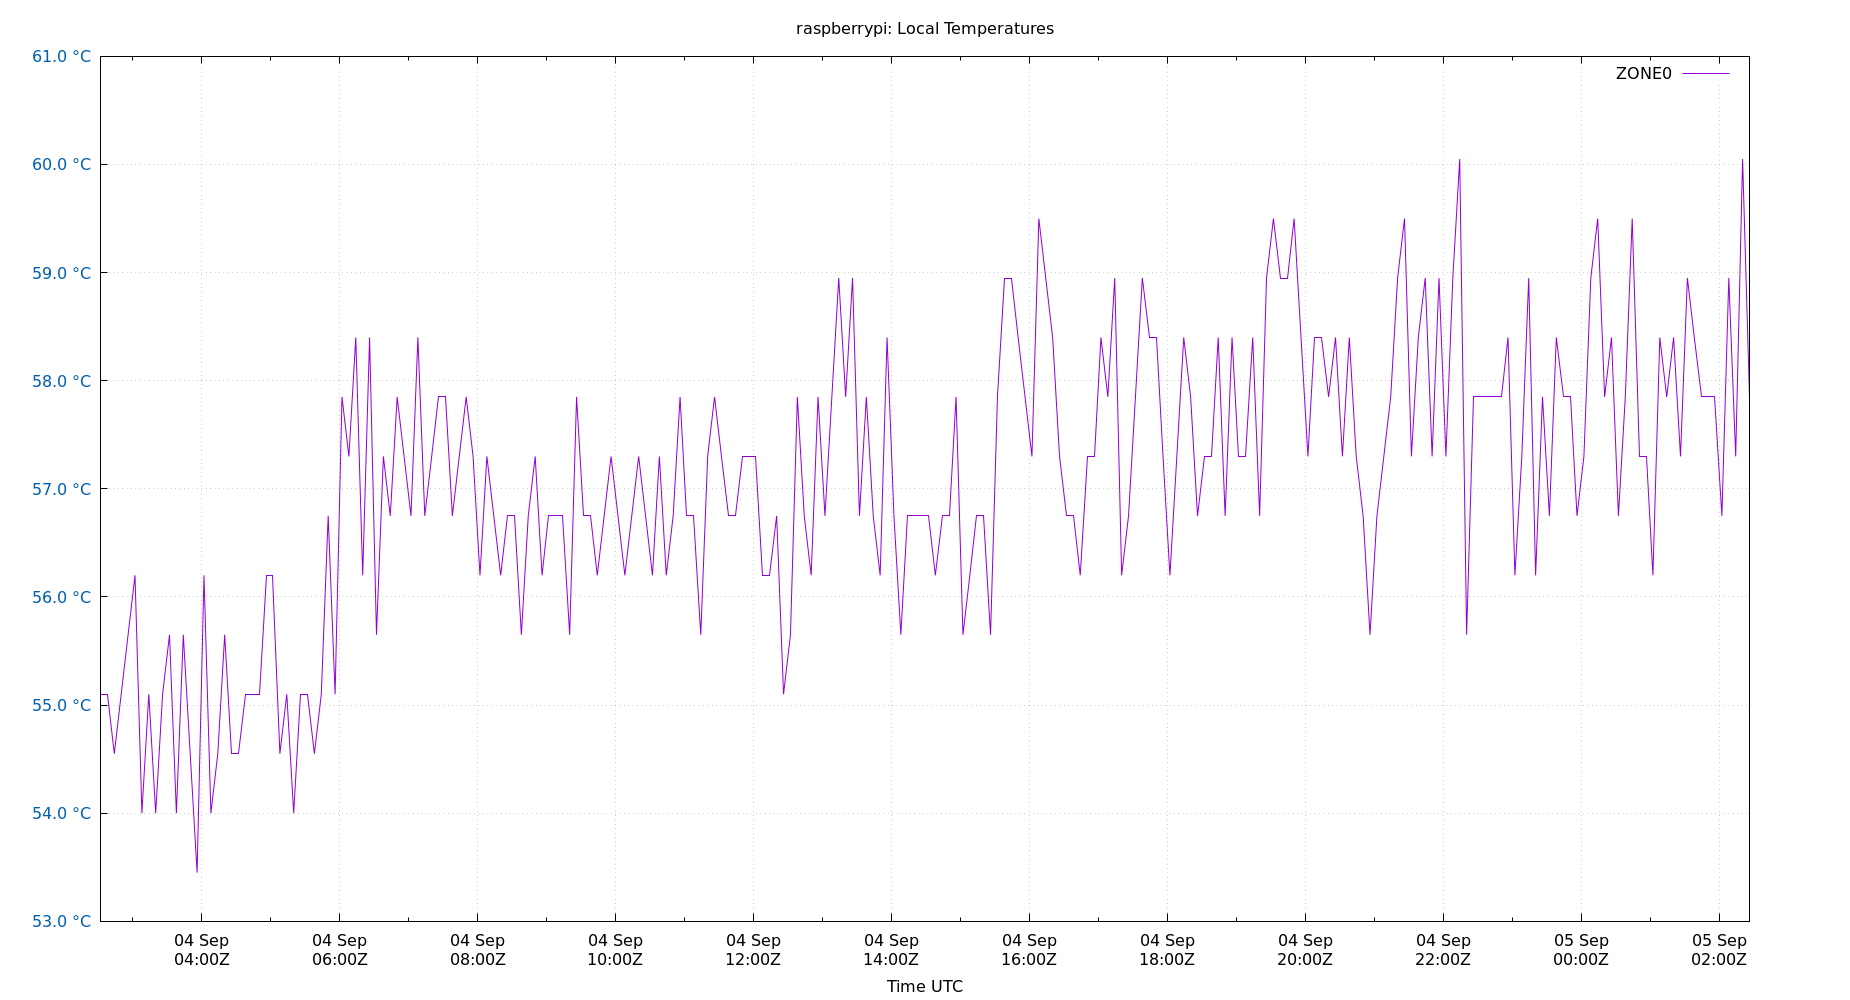 raspberrypi: Local Temperatures
61.0 °C
ZONE0
60.0 °C
59.0 °C
58.0 °C
57.0 °C
56.0 °C
55.0 °C
54.0 °C
53.0 °C
04 Sep 04 Sep 04 Sep 04 Sep 04 Sep 04 Sep 04 Sep 04 Sep 04 Sep 04 Sep 05 Sep 05 Sep
04:00Z 06:00Z 08:00Z 10:00Z 12:00Z 14:00Z 16:00Z 18:00Z 20:00Z 22:00Z 00:00Z 02:00Z
Time UTC